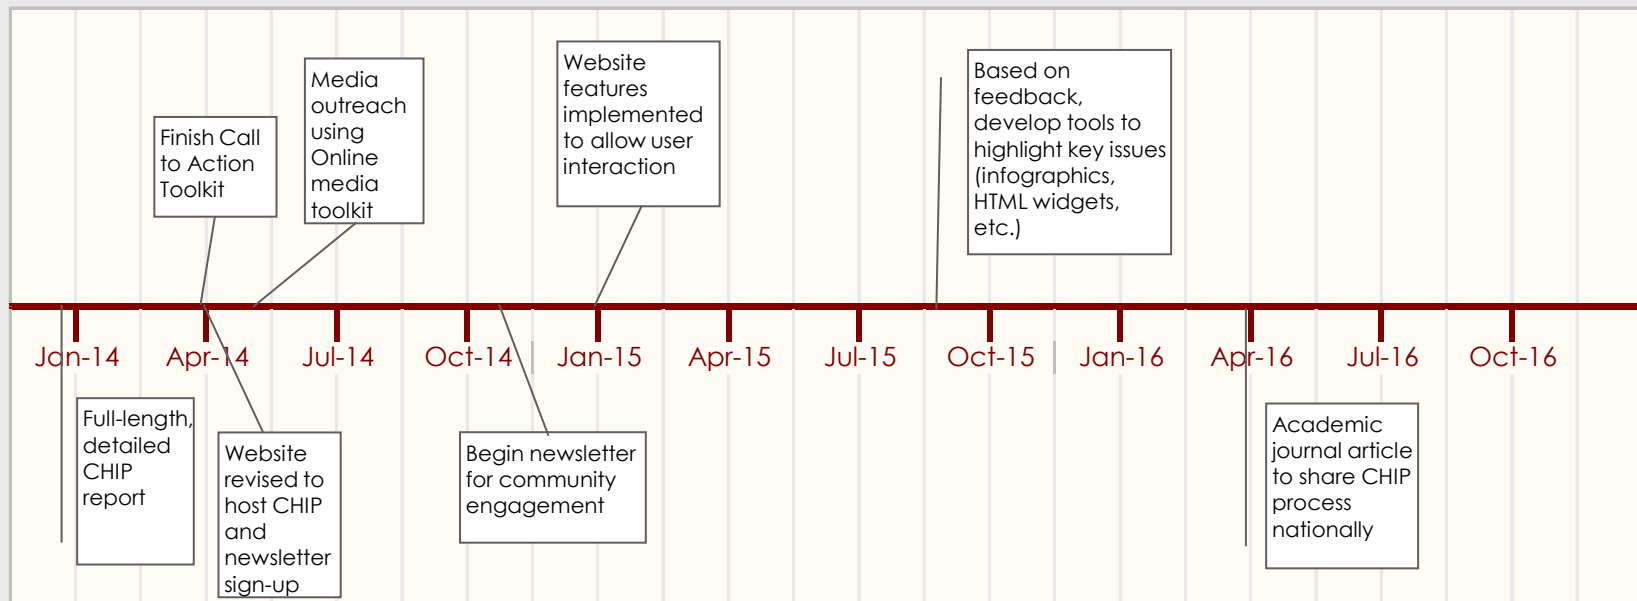 Finish Call
to Action
Toolkit
Media
outreach
using
Online
media
toolkit
Website
features
implemented
to allow user
interaction
Based on
feedback,
develop tools to
highlight key issues
(infographics,
HTML widgets,
etc.)
Jan-14
Apr-14
Jul-14
Oct-14
Jan-15
Apr-15
Jul-15
Oct-15
Jan-16
Apr-16
Jul-16
Oct-16
Full-length,
detailed
CHIP
report
Website
revised to
host CHIP
and
newsletter
sign-up
Begin newsletter
for community
engagement
Academic
journal article
to share CHIP
process
nationally